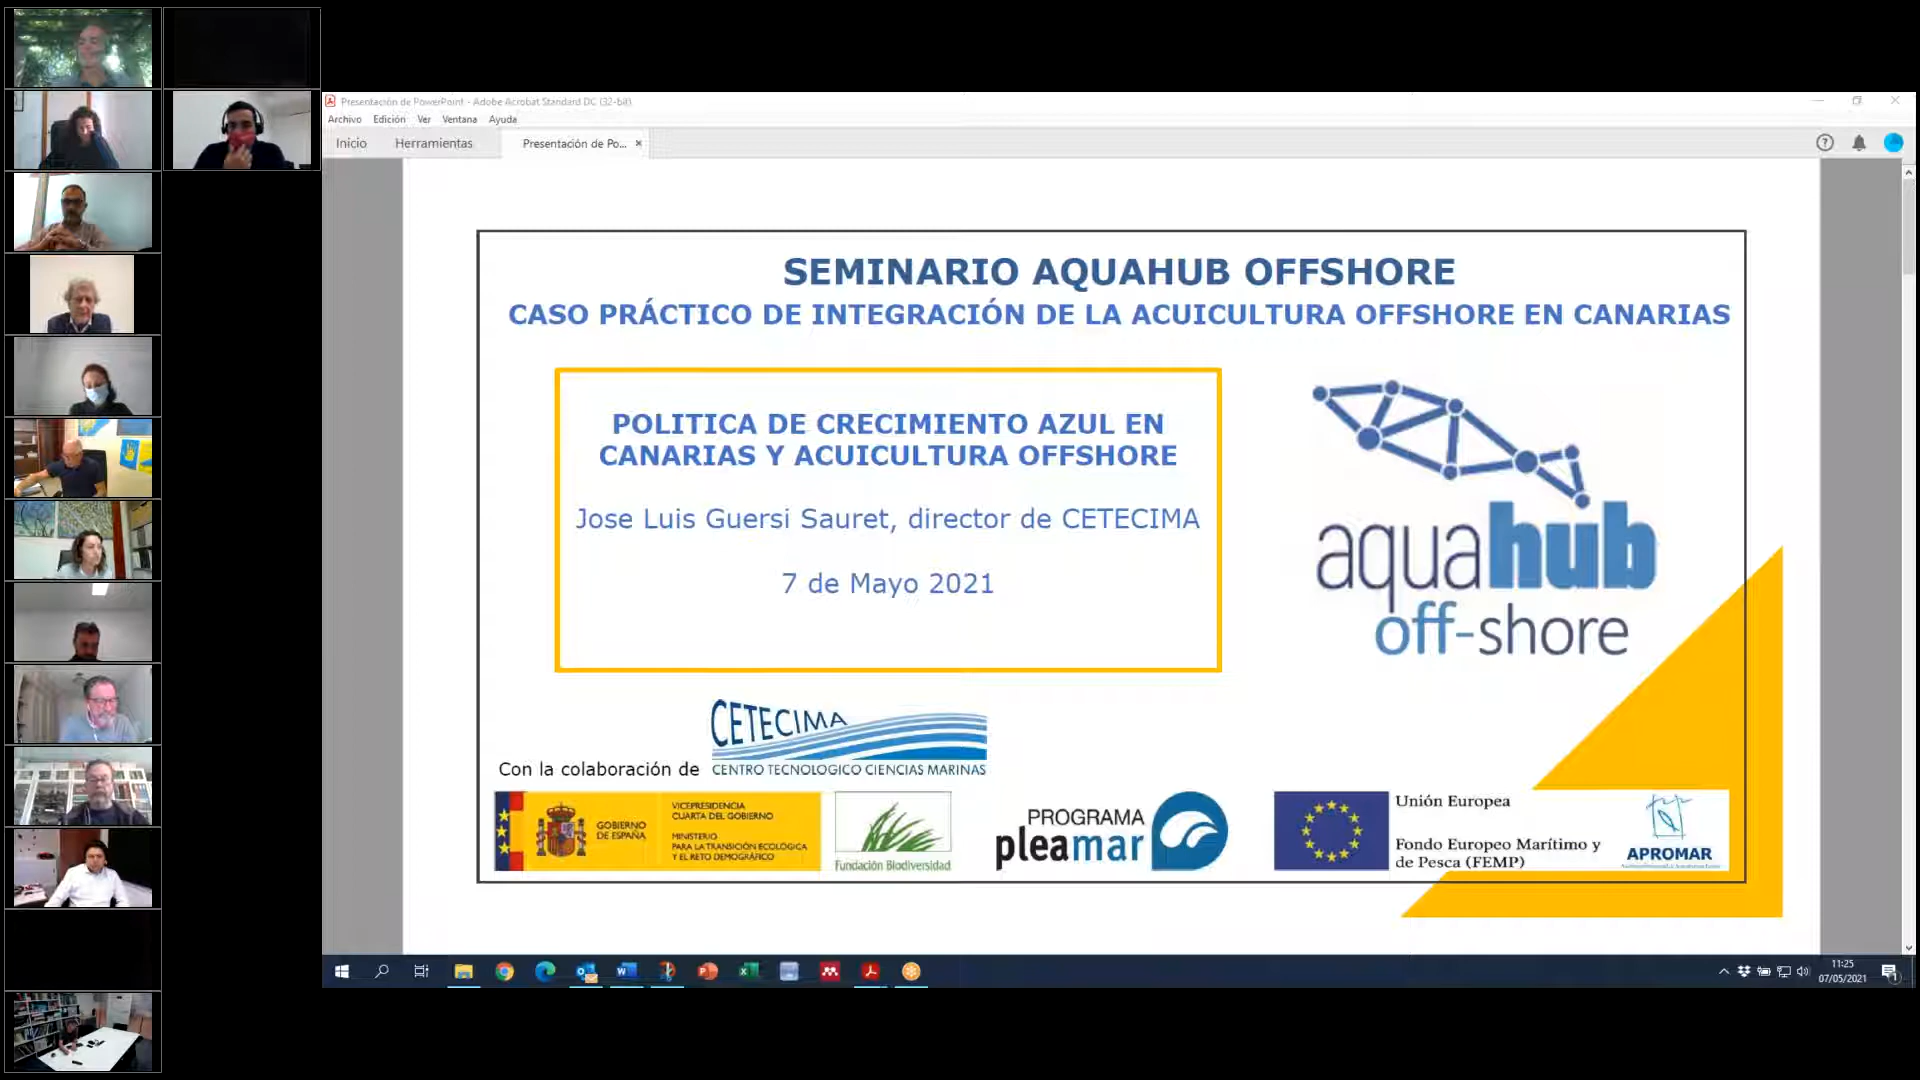 Presentación de PowerPoint - Adobe Acrobat Standard DC (32-bit)
Archivo Edición Ver Ventana Ayuda
Inicio Herramientas Presentación de Po...
SEMINARIO AQUAHUB OFFSHORE
CASO PRÁCTICO DE INTEGRACIÓN DE LA ACUICULTURA OFFSHORE EN CANARIAS
POLITICA DE CRECIMIENTO AZUL EN
CANARIAS Y ACUICULTURA OFFSHORE
Jose Luis Guersi Sauret, director de CETECIMA
7 de Mayo 2021
aquahub
off-shore
CETECIMA
CENTRO TECNOLOGICO CIENCIAS MARINAS
Con la colaboración de
GOBIERNO
DE ESPAÑA
VICEPRESIDENCIA
CUARTA DEL GOBIERNO
MINISTERIO
PARA LA TRANSICIÓN ECOLÓGICA
Y EL RETO DEMOGRÁFICO
Fundación Biodiversidad
PROGRAMA
pleamar
Unión Europea
Fondo Europeo Marítimo y
de Pesca (FEMP)
APROMAR
11:25
07/05/2021